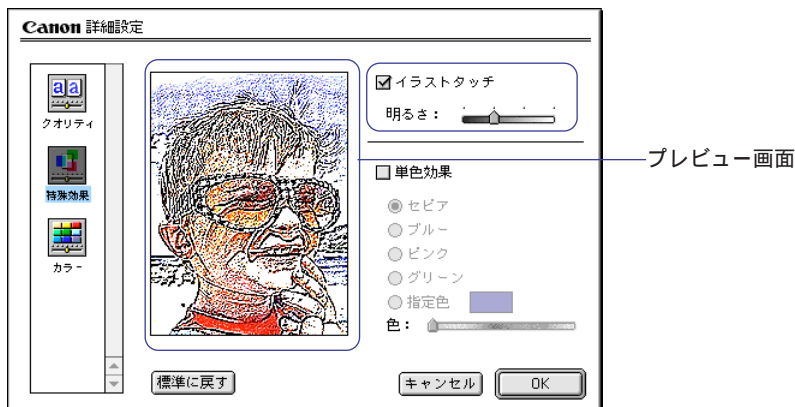 Canon 詳細設定
クオリティ
特殊効果
カラー
イラストタッチ
明るさ：
単色効果
セピア
ブルー
ピンク
グリーン
指定色
色：
プレビュー画面
標準に戻す
キャンセル
OK